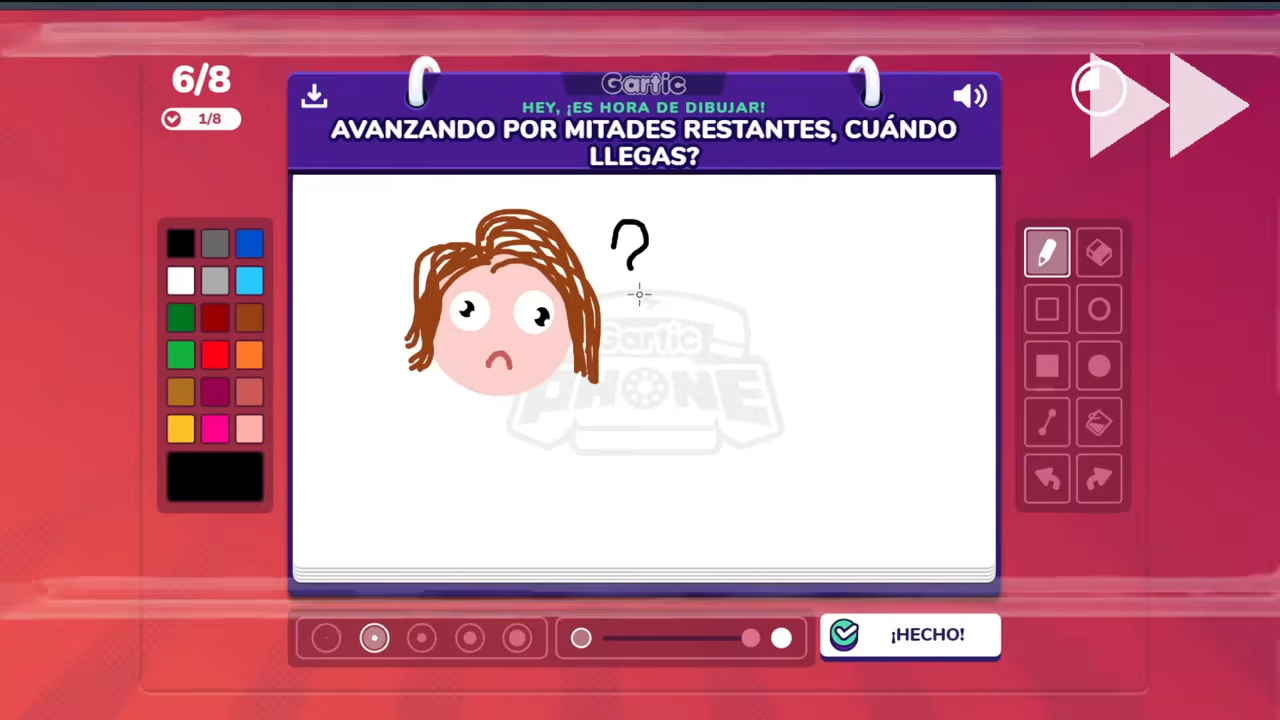 6/8
1/8
Gartic
HEY, ¡ES HORA DE DIBUJAR!
AVANZANDO POR MITADES RESTANTES, CUÁNDO
LLEGAS?
?
Gartic
PHONE
¡HECHO!